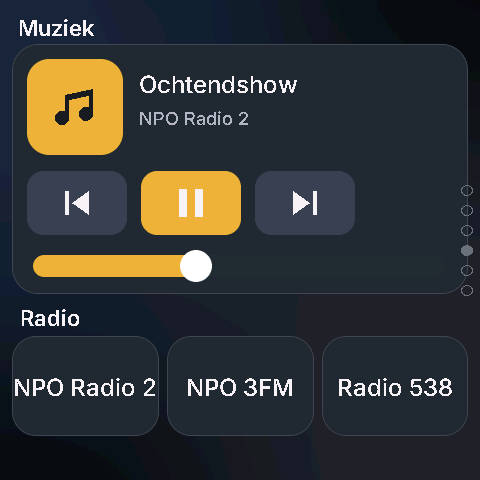 Muziek
Ochtendshow
NPO Radio 2
Radio
NPO Radio 2
NPO 3FM
Radio 538